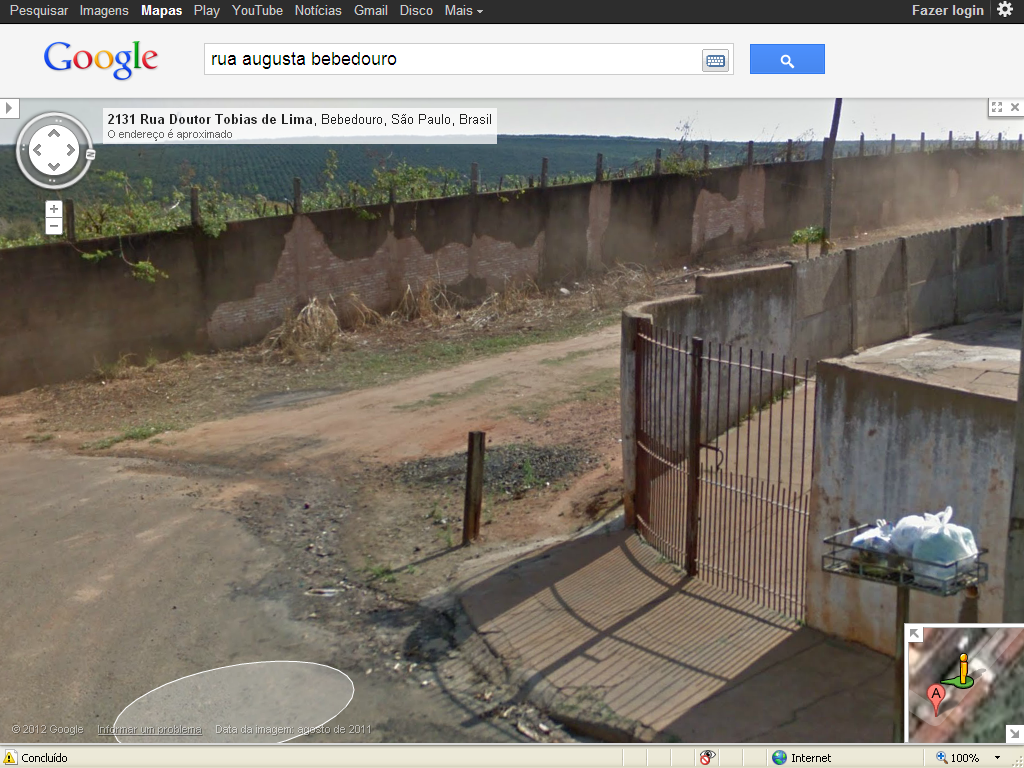 Pesquisar Imagens Mapas Play YouTube Notícias Gmail Disco Mais Fazer login
Google rua augusta bebedouro
2131 Rua Doutor Tobias de Lima, Bebedouro, São Paulo, Brasil
O endereço é aproximado
+
−
A
© 2012 Google Informar um problema Data da imagem: agosto de 2011
Concluído Internet 100%